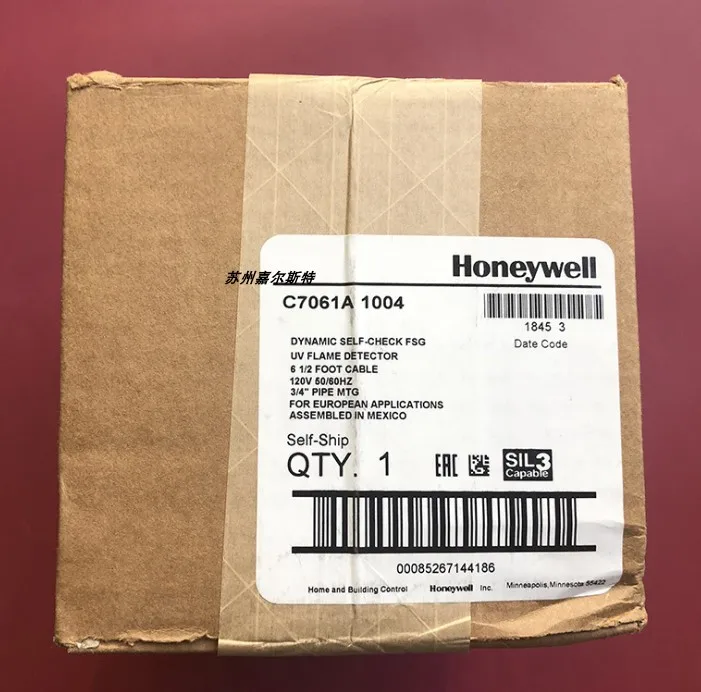 苏州嘉尔斯特
Honeywell
C7061A 1004
1845 3
Date Code
DYNAMIC SELF-CHECK FSG
UV FLAME DETECTOR
6 1/2 FOOT CABLE
120V 50/60HZ
3/4" PIPE MTG
FOR EUROPEAN APPLICATIONS
ASSEMBLED IN MEXICO
Self-Ship
QTY. 1
EAC
SIL3
Capable
00085267144186
Home and Building Control Honeywell Inc. Minneapolis,Minnesota 55422